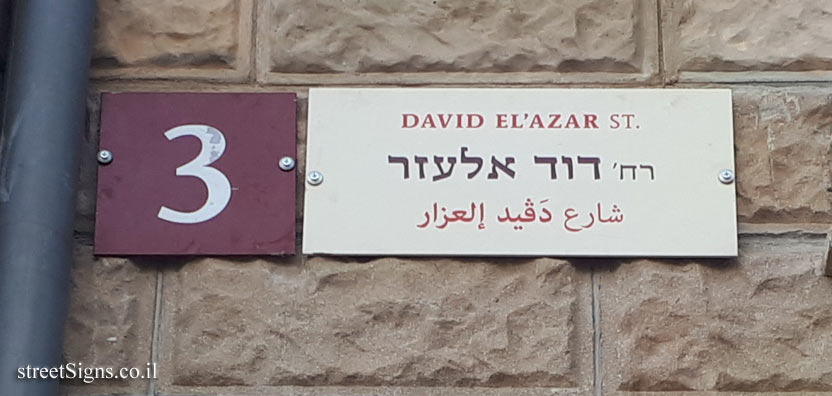 3
DAVID EL'AZAR ST.
רח' דוד אלעזר
شارع دَڤيد إلعزار
streetSigns.co.il